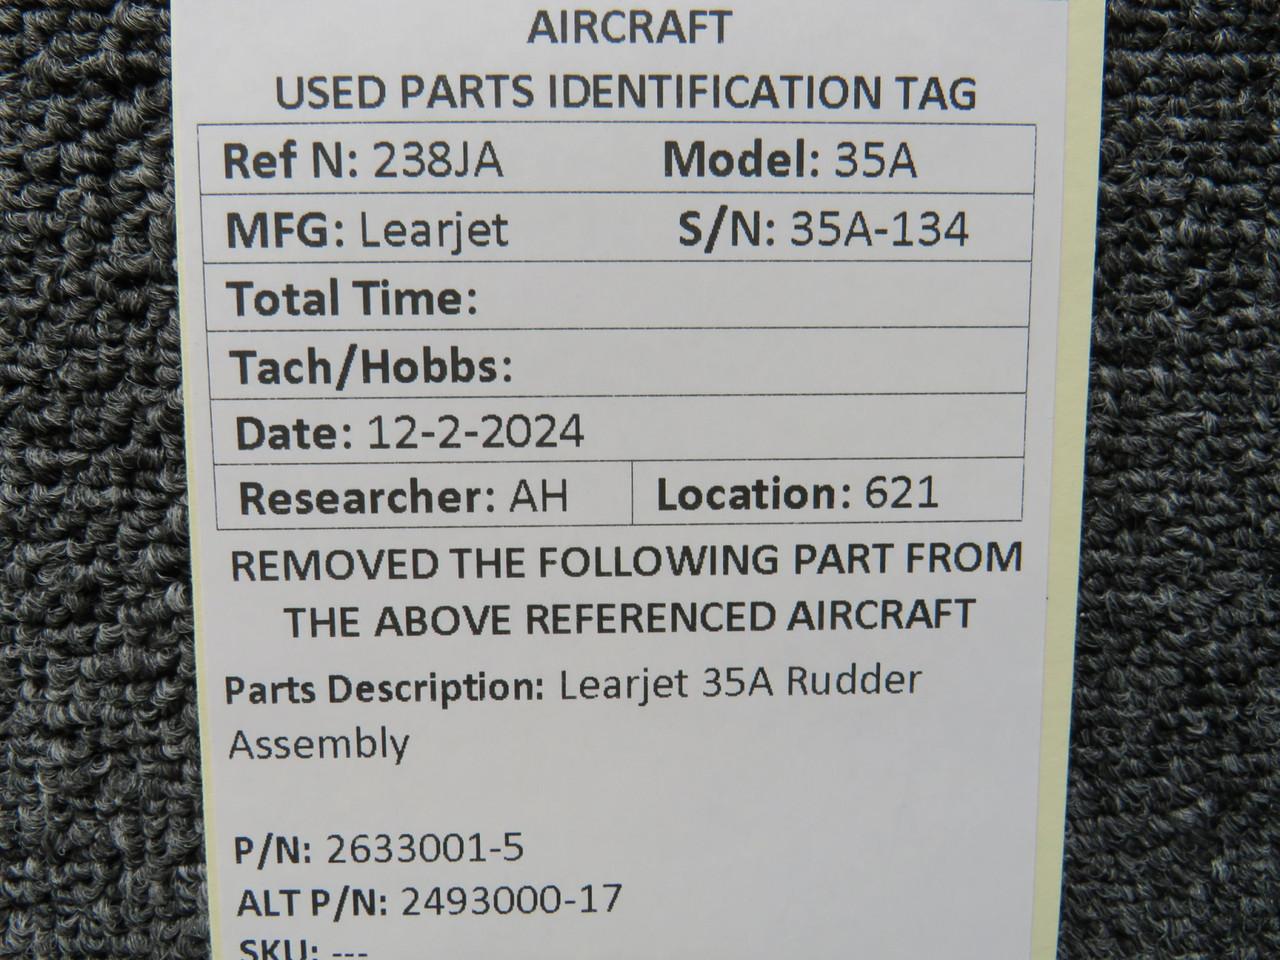 AIRCRAFT
USED PARTS IDENTIFICATION TAG
Ref N: 238JA Model: 35A
MFG: Learjet S/N: 35A-134
Total Time:
Tach/Hobbs:
Date: 12-2-2024
Researcher: AH Location: 621
REMOVED THE FOLLOWING PART FROM
THE ABOVE REFERENCED AIRCRAFT
Parts Description: Learjet 35A Rudder
Assembly
P/N: 2633001-5
ALT P/N: 2493000-17
SKU: ---